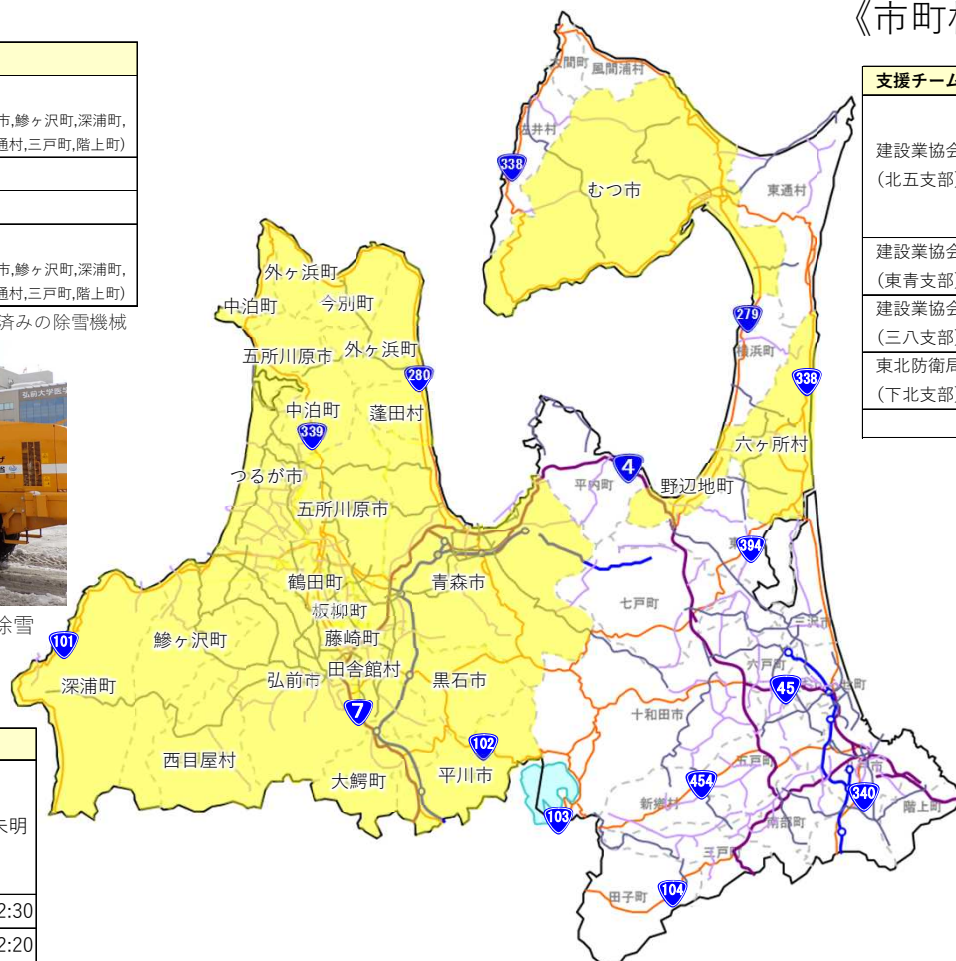 《市町村
市,鰺ヶ沢町,深浦町,
通村,三戸町,階上町)
市,鰺ヶ沢町,深浦町,
通村,三戸町,階上町)
済みの除雪機械
除雪
未明
2:30
2:20
支援チーム
建設業協会
(北五支部)
建設業協会
(東青支部)
建設業協会
(三八支部)
東北防衛局
(下北支部)
大間町
風間浦村
佐井村
338
むつ市
東通村
外ヶ浜町
中泊町
今別町
279
横浜町
五所川原市
外ヶ浜町
280
338
中泊町
蓬田村
339
六ヶ所村
つるが市
4
平内町
野辺地町
五所川原市
394
鶴田町
青森市
七戸町
板柳町
三沢市
101
鰺ヶ沢町
藤崎町
田舎館村
六戸町
深浦町
弘前市
黒石市
45
7
十和田市
102
西目屋村
五戸町
大鰐町
平川市
454
340
新郷村
階上町
103
南部町
三戸町
104
田子町